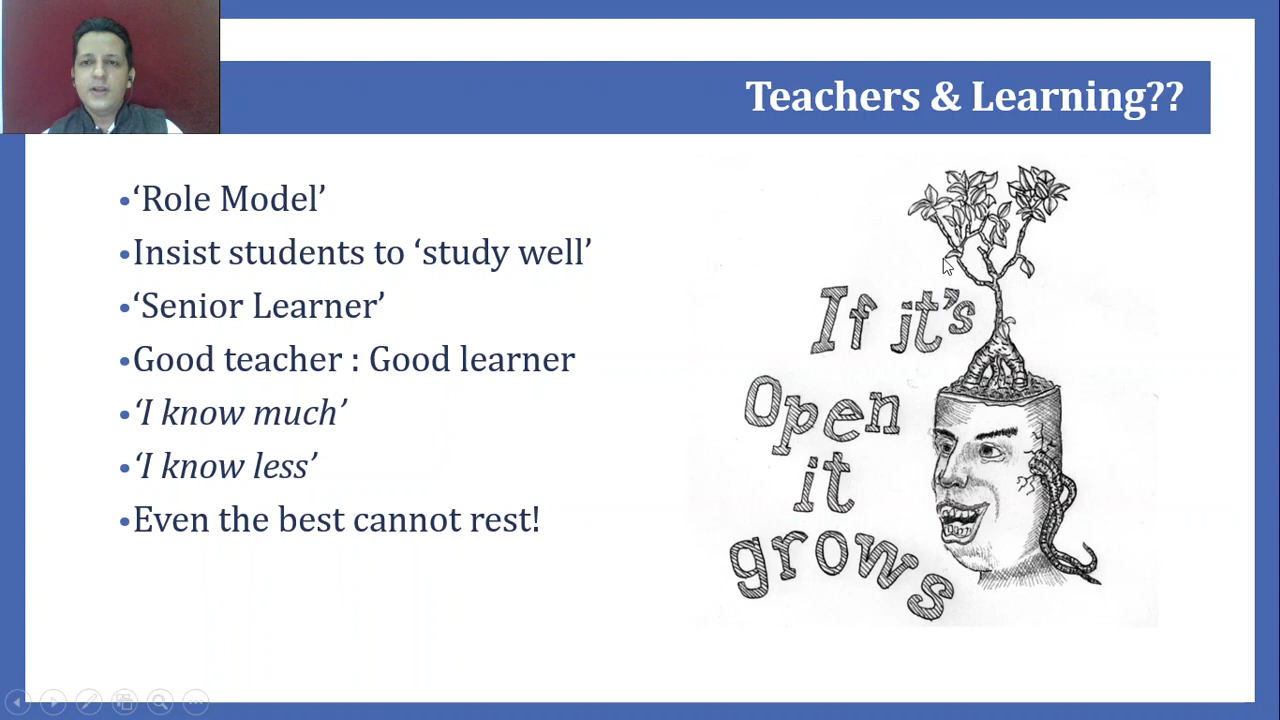 Teachers & Learning??
•‘Role Model’
•Insist students to ‘study well’
•‘Senior Learner’
•Good teacher : Good learner
•‘I know much’
•‘I know less’
•Even the best cannot rest!
If it's
Open
it
grows